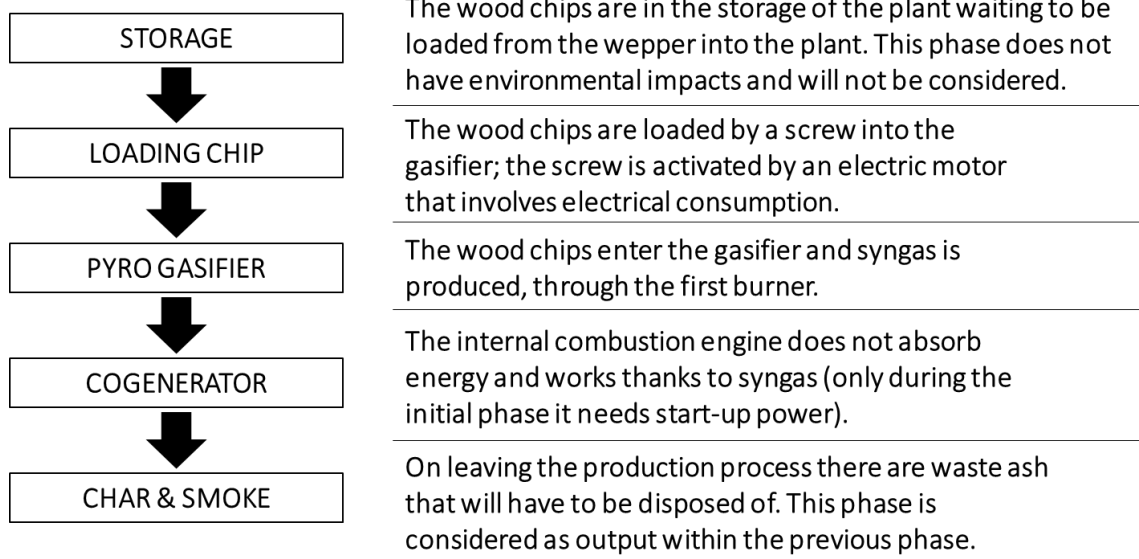 STORAGE
The wood chips are in the storage of the plant waiting to be
loaded from the wepper into the plant. This phase does not
have environmental impacts and will not be considered.
LOADING CHIP
The wood chips are loaded by a screw into the
gasifier; the screw is activated by an electric motor
that involves electrical consumption.
PYRO GASIFIER
The wood chips enter the gasifier and syngas is
produced, through the first burner.
COGENERATOR
The internal combustion engine does not absorb
energy and works thanks to syngas (only during the
initial phase it needs start-up power).
CHAR & SMOKE
On leaving the production process there are waste ash
that will have to be disposed of. This phase is
considered as output within the previous phase.